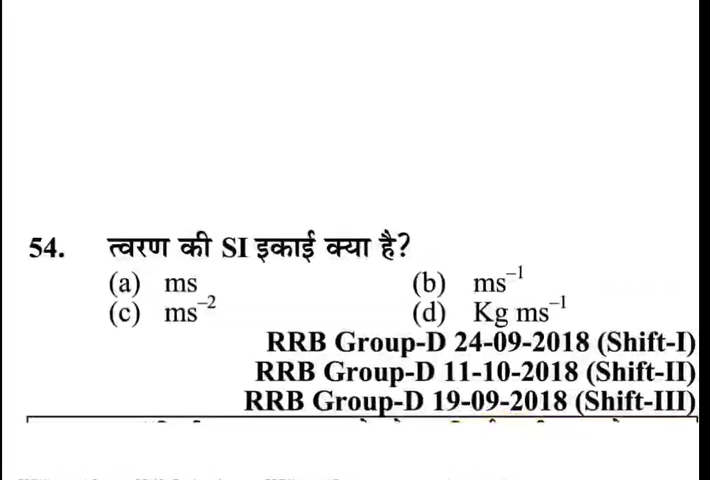 54. त्वरण की SI इकाई क्या है?
(a) ms (b) ms⁻¹
(c) ms⁻² (d) Kg ms⁻¹
RRB Group-D 24-09-2018 (Shift-I)
RRB Group-D 11-10-2018 (Shift-II)
RRB Group-D 19-09-2018 (Shift-III)